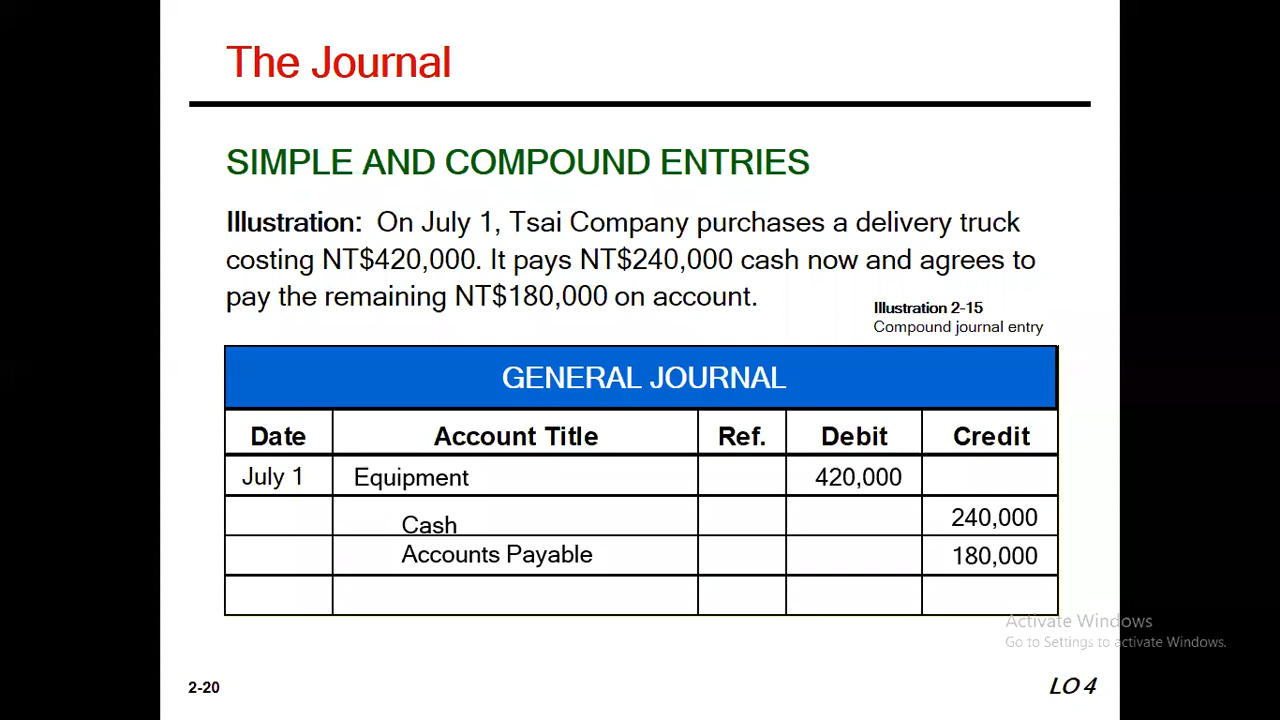 The Journal
SIMPLE AND COMPOUND ENTRIES
Illustration: On July 1, Tsai Company purchases a delivery truck
costing NT$420,000. It pays NT$240,000 cash now and agrees to
pay the remaining NT$180,000 on account.
Illustration 2-15
Compound journal entry
GENERAL JOURNAL
Date Account Title Ref. Debit Credit
July 1 Equipment 420,000
Cash 240,000
Accounts Payable 180,000
Activate Windows
Go to Settings to activate Windows.
2-20 LO 4